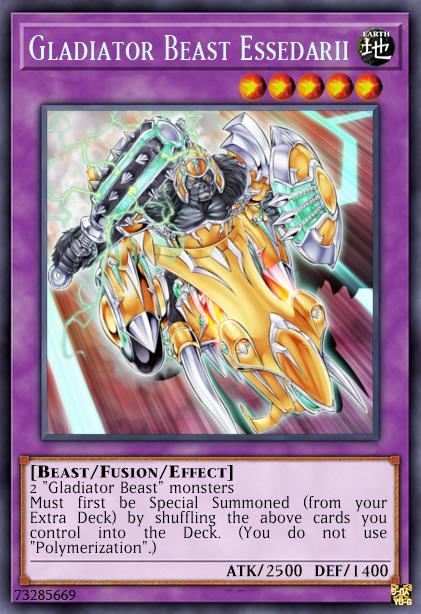 Gladiator Beast Essedarii
EARTH
地
[Beast/Fusion/Effect]
2 "Gladiator Beast" monsters
Must first be Special Summoned (from your
Extra Deck) by shuffling the above cards you
control into the Deck. (You do not use
"Polymerization".)
ATK/2500 DEF/1400
73285669